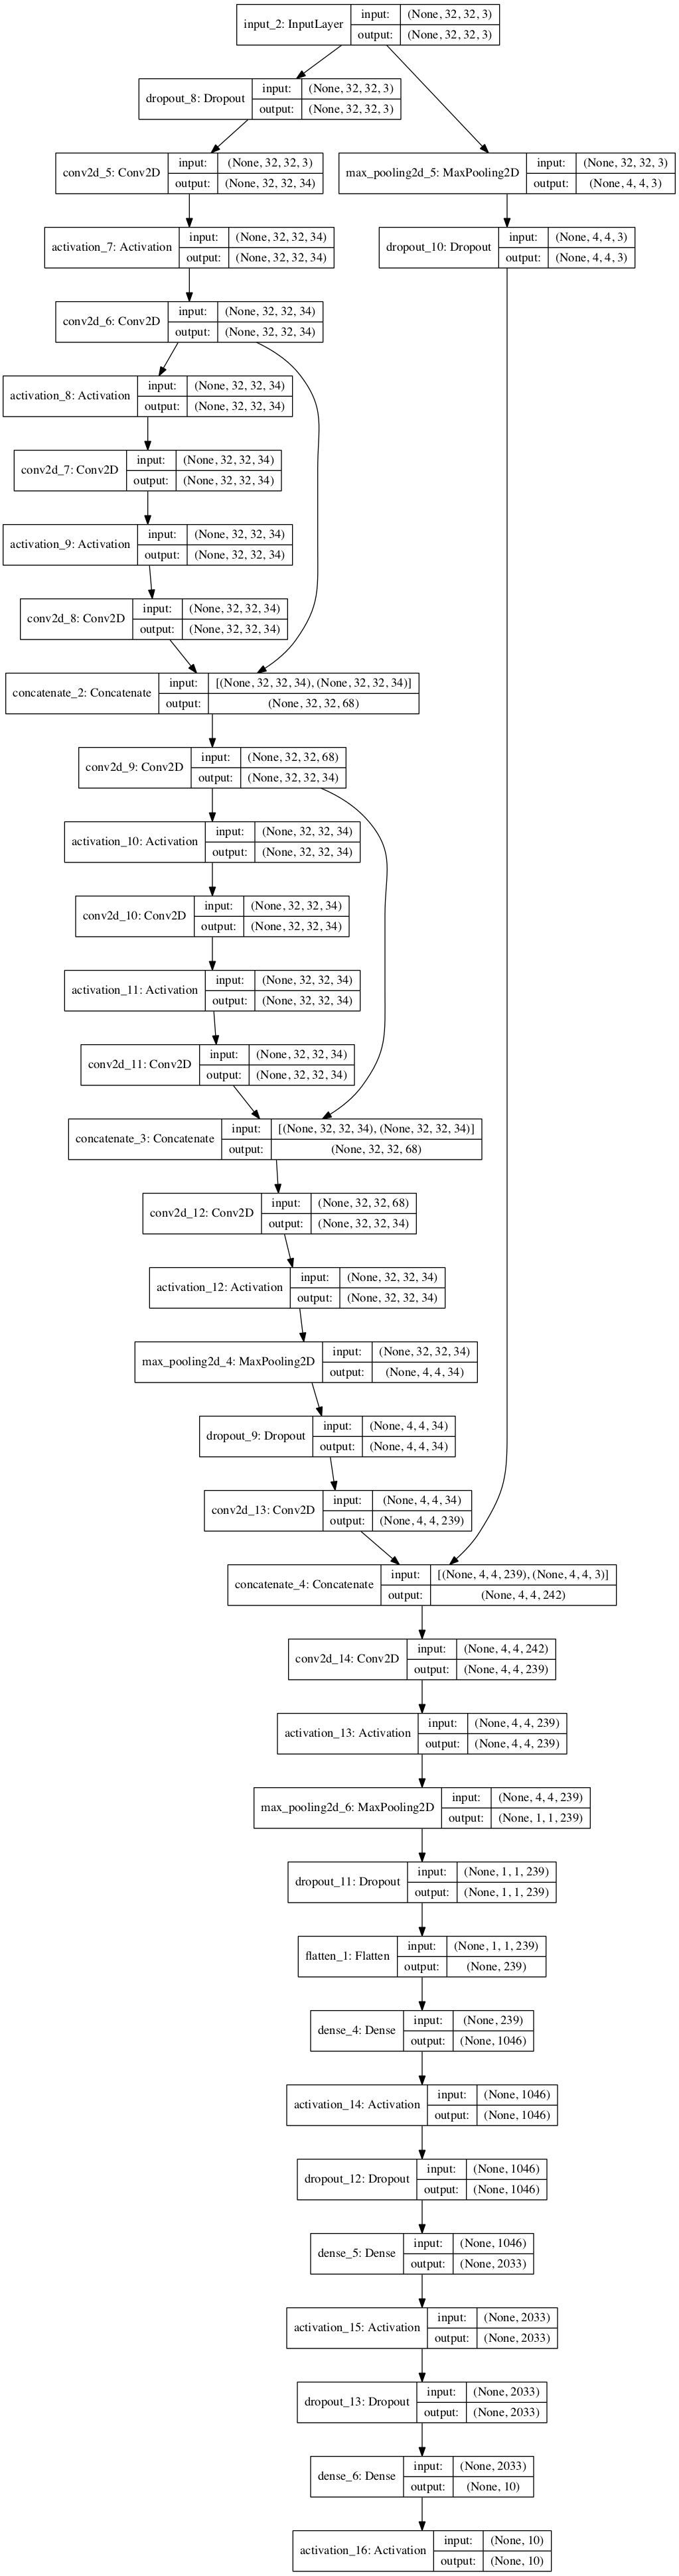 input_2: InputLayer
input: (None, 32, 32, 3)
output: (None, 32, 32, 3)
dropout_8: Dropout
input: (None, 32, 32, 3)
output: (None, 32, 32, 3)
conv2d_5: Conv2D
input: (None, 32, 32, 3)
output: (None, 32, 32, 34)
max_pooling2d_5: MaxPooling2D
input: (None, 32, 32, 3)
output: (None, 4, 4, 3)
activation_7: Activation
input: (None, 32, 32, 34)
output: (None, 32, 32, 34)
dropout_10: Dropout
input: (None, 4, 4, 3)
output: (None, 4, 4, 3)
conv2d_6: Conv2D
input: (None, 32, 32, 34)
output: (None, 32, 32, 34)
activation_8: Activation
input: (None, 32, 32, 34)
output: (None, 32, 32, 34)
conv2d_7: Conv2D
input: (None, 32, 32, 34)
output: (None, 32, 32, 34)
activation_9: Activation
input: (None, 32, 32, 34)
output: (None, 32, 32, 34)
conv2d_8: Conv2D
input: (None, 32, 32, 34)
output: (None, 32, 32, 34)
concatenate_2: Concatenate
input: [(None, 32, 32, 34), (None, 32, 32, 34)]
output: (None, 32, 32, 68)
conv2d_9: Conv2D
input: (None, 32, 32, 68)
output: (None, 32, 32, 34)
activation_10: Activation
input: (None, 32, 32, 34)
output: (None, 32, 32, 34)
conv2d_10: Conv2D
input: (None, 32, 32, 34)
output: (None, 32, 32, 34)
activation_11: Activation
input: (None, 32, 32, 34)
output: (None, 32, 32, 34)
conv2d_11: Conv2D
input: (None, 32, 32, 34)
output: (None, 32, 32, 34)
concatenate_3: Concatenate
input: [(None, 32, 32, 34), (None, 32, 32, 34)]
output: (None, 32, 32, 68)
conv2d_12: Conv2D
input: (None, 32, 32, 68)
output: (None, 32, 32, 34)
activation_12: Activation
input: (None, 32, 32, 34)
output: (None, 32, 32, 34)
max_pooling2d_4: MaxPooling2D
input: (None, 32, 32, 34)
output: (None, 4, 4, 34)
dropout_9: Dropout
input: (None, 4, 4, 34)
output: (None, 4, 4, 34)
conv2d_13: Conv2D
input: (None, 4, 4, 34)
output: (None, 4, 4, 239)
concatenate_4: Concatenate
input: [(None, 4, 4, 239), (None, 4, 4, 3)]
output: (None, 4, 4, 242)
conv2d_14: Conv2D
input: (None, 4, 4, 242)
output: (None, 4, 4, 239)
activation_13: Activation
input: (None, 4, 4, 239)
output: (None, 4, 4, 239)
max_pooling2d_6: MaxPooling2D
input: (None, 4, 4, 239)
output: (None, 1, 1, 239)
dropout_11: Dropout
input: (None, 1, 1, 239)
output: (None, 1, 1, 239)
flatten_1: Flatten
input: (None, 1, 1, 239)
output: (None, 239)
dense_4: Dense
input: (None, 239)
output: (None, 1046)
activation_14: Activation
input: (None, 1046)
output: (None, 1046)
dropout_12: Dropout
input: (None, 1046)
output: (None, 1046)
dense_5: Dense
input: (None, 1046)
output: (None, 2033)
activation_15: Activation
input: (None, 2033)
output: (None, 2033)
dropout_13: Dropout
input: (None, 2033)
output: (None, 2033)
dense_6: Dense
input: (None, 2033)
output: (None, 10)
activation_16: Activation
input: (None, 10)
output: (None, 10)